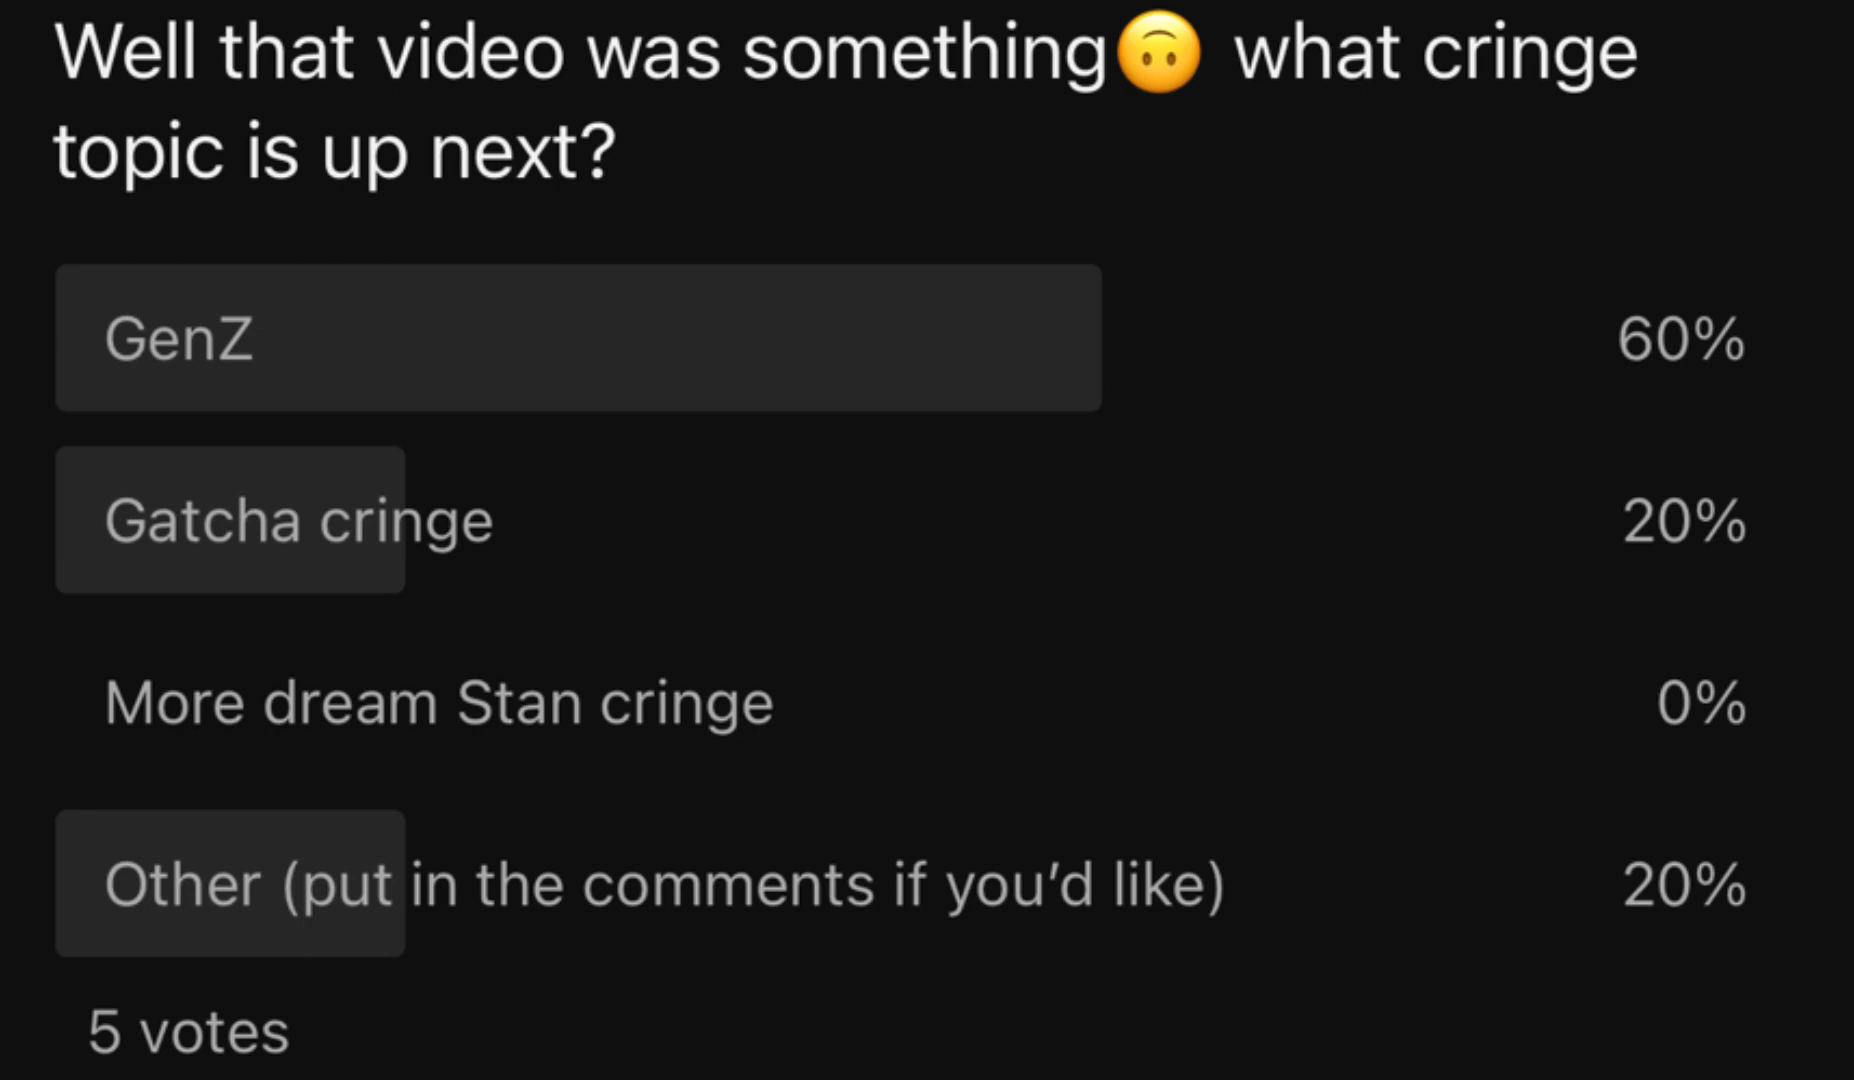 Well that video was something🙃 what cringe
topic is up next?
GenZ 60%
Gatcha cringe 20%
More dream Stan cringe 0%
Other (put in the comments if you’d like) 20%
5 votes